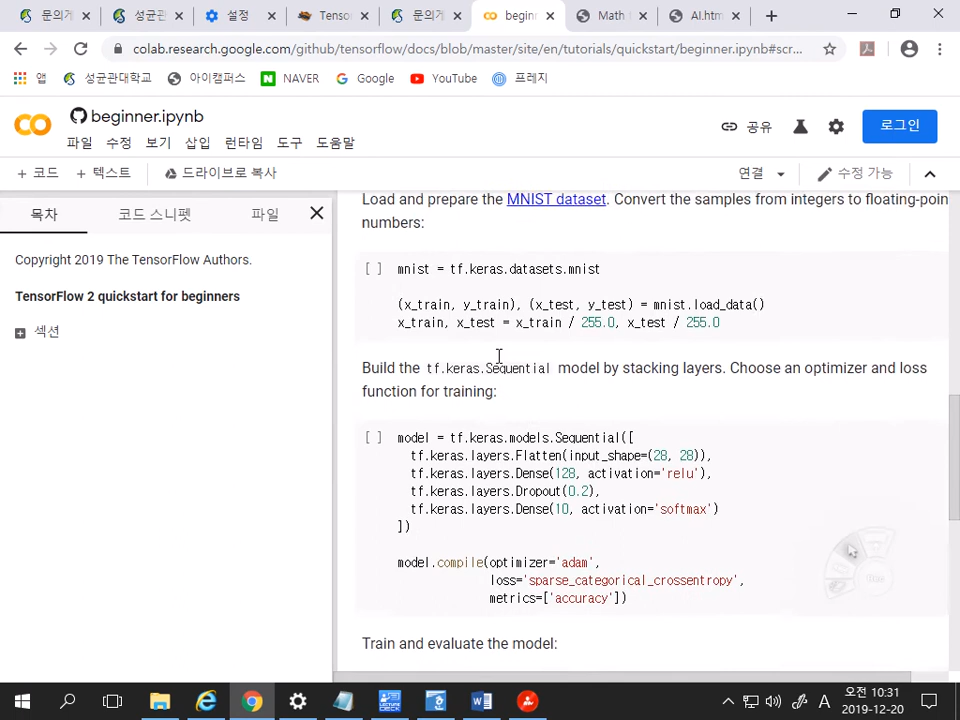 문의게
성균관
설정
Tensor
문의게
beginn
Math
AI.htm
colab.research.google.com/github/tensorflow/docs/blob/master/site/en/tutorials/quickstart/beginner.ipynb#scr...
앱 성균관대학교 아이캠퍼스 NAVER Google YouTube 프레지
beginner.ipynb
파일 수정 보기 삽입 런타임 도구 도움말
공유
로그인
+ 코드 + 텍스트 드라이브로 복사
연결 수정 가능
목차 코드 스니펫 파일
Copyright 2019 The TensorFlow Authors.
TensorFlow 2 quickstart for beginners
섹션
Load and prepare the MNIST dataset. Convert the samples from integers to floating-poin
numbers:
[ ] mnist = tf.keras.datasets.mnist
(x_train, y_train), (x_test, y_test) = mnist.load_data()
x_train, x_test = x_train / 255.0, x_test / 255.0
Build the tf.keras.Sequential model by stacking layers. Choose an optimizer and loss
function for training:
[ ] model = tf.keras.models.Sequential([
tf.keras.layers.Flatten(input_shape=(28, 28)),
tf.keras.layers.Dense(128, activation='relu'),
tf.keras.layers.Dropout(0.2),
tf.keras.layers.Dense(10, activation='softmax')
])
model.compile(optimizer='adam',
loss='sparse_categorical_crossentropy',
metrics=['accuracy'])
Train and evaluate the model:
A
오전 10:31
2019-12-20